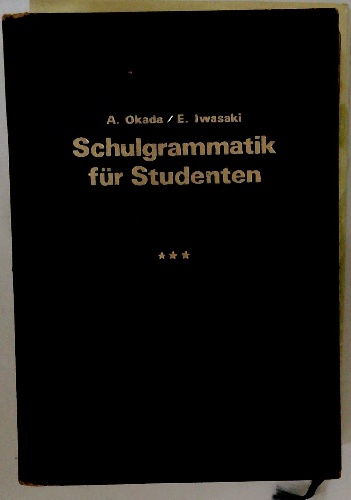 A. Okada / E. Iwasaki
Schulgrammatik
für Studenten
★★★